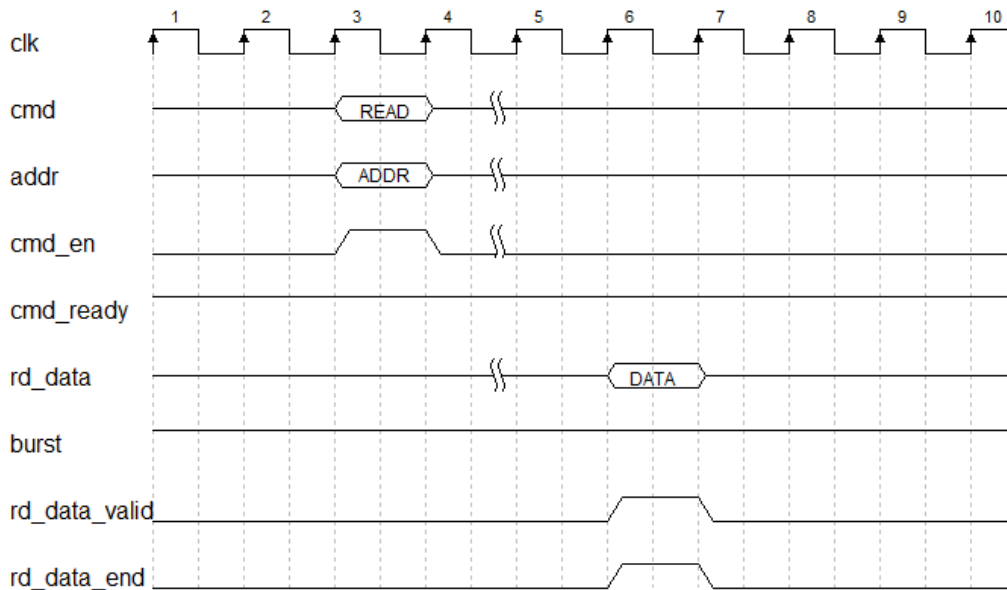 1 2 3 4 5 6 7 8 9 10
clk
cmd READ
addr ADDR
cmd_en
cmd_ready
rd_data DATA
burst
rd_data_valid
rd_data_end